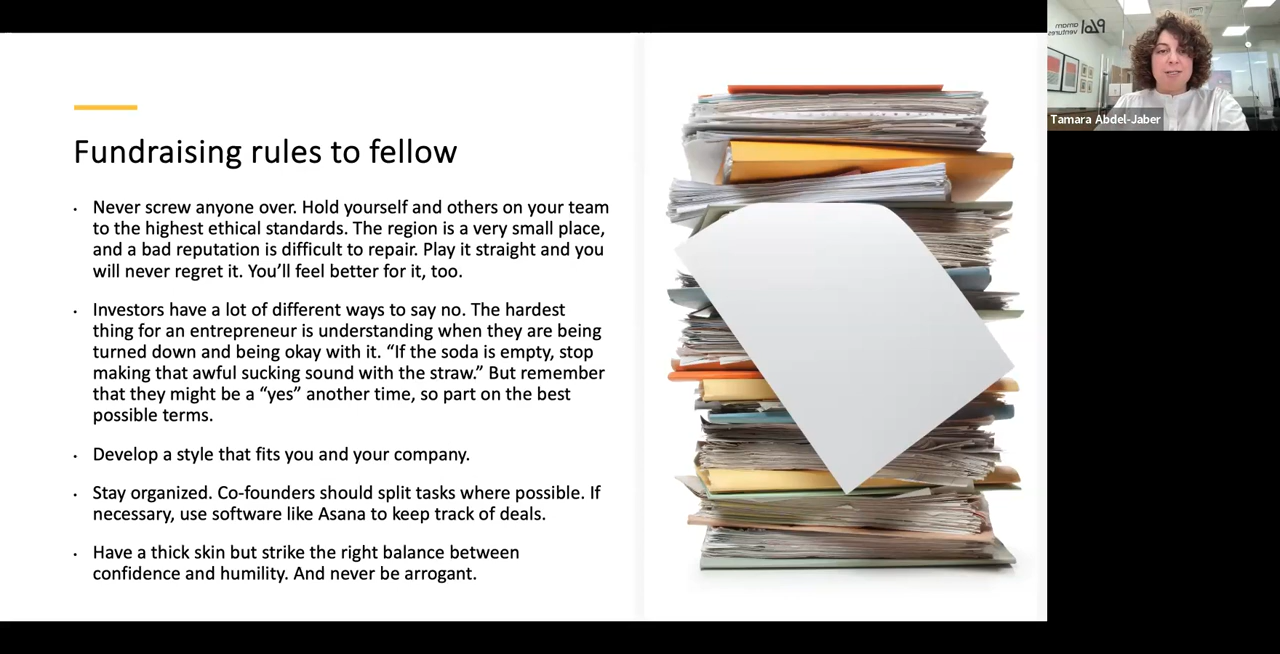 Fundraising rules to fellow
• Never screw anyone over. Hold yourself and others on your team
to the highest ethical standards. The region is a very small place,
and a bad reputation is difficult to repair. Play it straight and you
will never regret it. You’ll feel better for it, too.
• Investors have a lot of different ways to say no. The hardest
thing for an entrepreneur is understanding when they are being
turned down and being okay with it. “If the soda is empty, stop
making that awful sucking sound with the straw.” But remember
that they might be a “yes” another time, so part on the best
possible terms.
• Develop a style that fits you and your company.
• Stay organized. Co-founders should split tasks where possible. If
necessary, use software like Asana to keep track of deals.
• Have a thick skin but strike the right balance between
confidence and humility. And never be arrogant.
amam
ventures
Tamara Abdel-Jaber